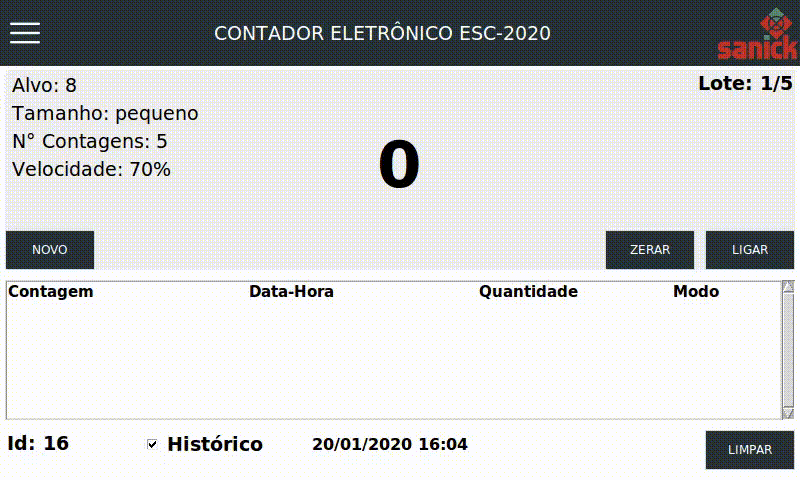 CONTADOR ELETRÔNICO ESC-2020
sanick
Alvo: 8
Lote: 1/5
Tamanho: pequeno
N° Contagens: 5
Velocidade: 70%
0
NOVO
ZERAR
LIGAR
Contagem Data-Hora Quantidade Modo
Id: 16
Histórico
20/01/2020 16:04
LIMPAR